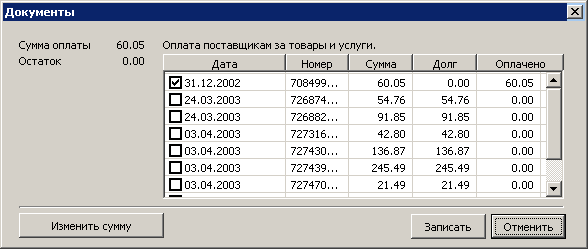 Документы
Сумма оплаты 60.05 Оплата поставщикам за товары и услуги.
Остаток 0.00
Дата Номер Сумма Долг Оплачено
31.12.2002 708499... 60.05 0.00 60.05
24.03.2003 726874... 54.76 54.76 0.00
24.03.2003 726882... 91.85 91.85 0.00
03.04.2003 727316... 42.80 42.80 0.00
03.04.2003 727430... 136.87 136.87 0.00
03.04.2003 727439... 245.49 245.49 0.00
03.04.2003 727470... 21.49 21.49 0.00
Изменить сумму Записать Отменить